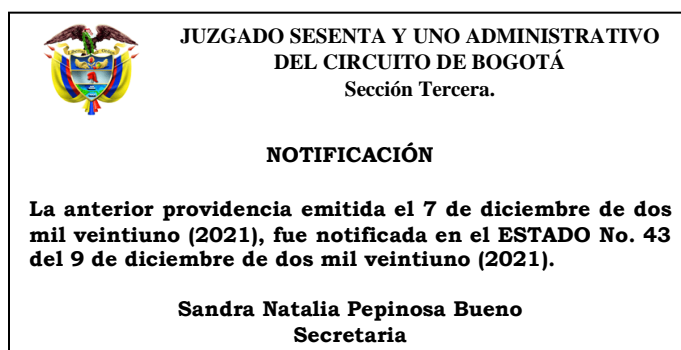 JUZGADO SESENTA Y UNO ADMINISTRATIVO
DEL CIRCUITO DE BOGOTÁ
Sección Tercera.
NOTIFICACIÓN
La anterior providencia emitida el 7 de diciembre de dos
mil veintiuno (2021), fue notificada en el ESTADO No. 43
del 9 de diciembre de dos mil veintiuno (2021).
Sandra Natalia Pepinosa Bueno
Secretaria